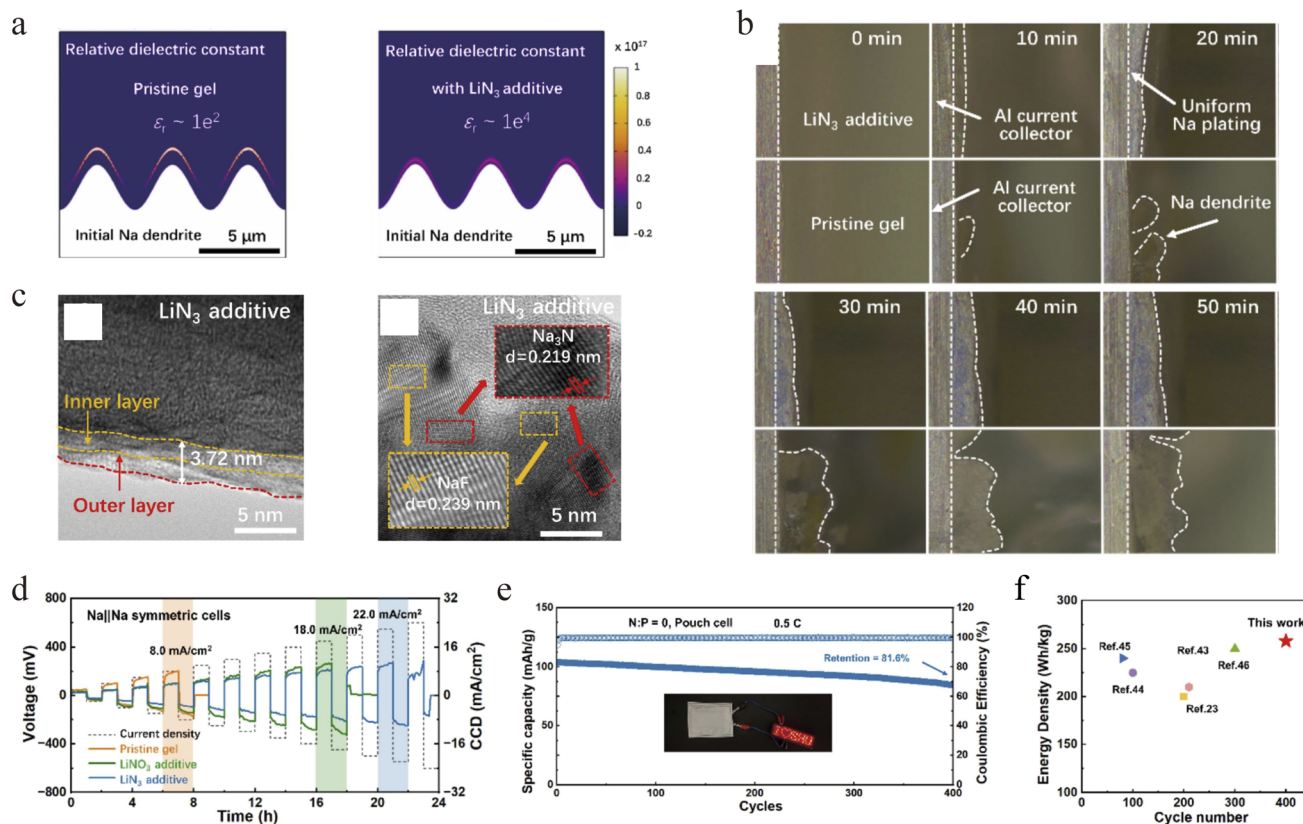 a
Relative dielectric constant
Pristine gel
εr ~ 1e²
Initial Na dendrite
5 μm
Relative dielectric constant
with LiN₃ additive
εr ~ 1e⁴
Initial Na dendrite
5 μm
x 10¹⁷
1
0.8
0.6
0.4
0.2
0
-0.2
b
0 min
LiN₃ additive
10 min
Al current
collector
20 min
Uniform
Na plating
Pristine gel
Al current
collector
Na dendrite
30 min
40 min
50 min
c
LiN₃ additive
Inner layer
3.72 nm
Outer layer
5 nm
LiN₃ additive
Na₃N
d=0.219 nm
NaF
d=0.239 nm
5 nm
d
Voltage (mV)
800
400
0
−400
−800
Na||Na symmetric cells
8.0 mA/cm²
18.0 mA/cm²
22.0 mA/cm²
Current density
Pristine gel
LiNO₃ additive
LiN₃ additive
0 4 8 12 16 20 24
Time (h)
32
24
16
8
0
−8
−16
−24
−32
CCD (mA/cm²)
e
Specific capacity (mAh/g)
150
100
50
0
N:P = 0, Pouch cell 0.5 C
Retention = 81.6%
0 100 200 300 400
Cycles
120
100
80
60
40
20
0
Coulombic Efficiency (%)
f
Energy Density (Wh/kg)
300
250
200
150
100
This work
Ref.45
Ref.43
Ref.46
Ref.44
Ref.23
0 100 200 300 400
Cycle number